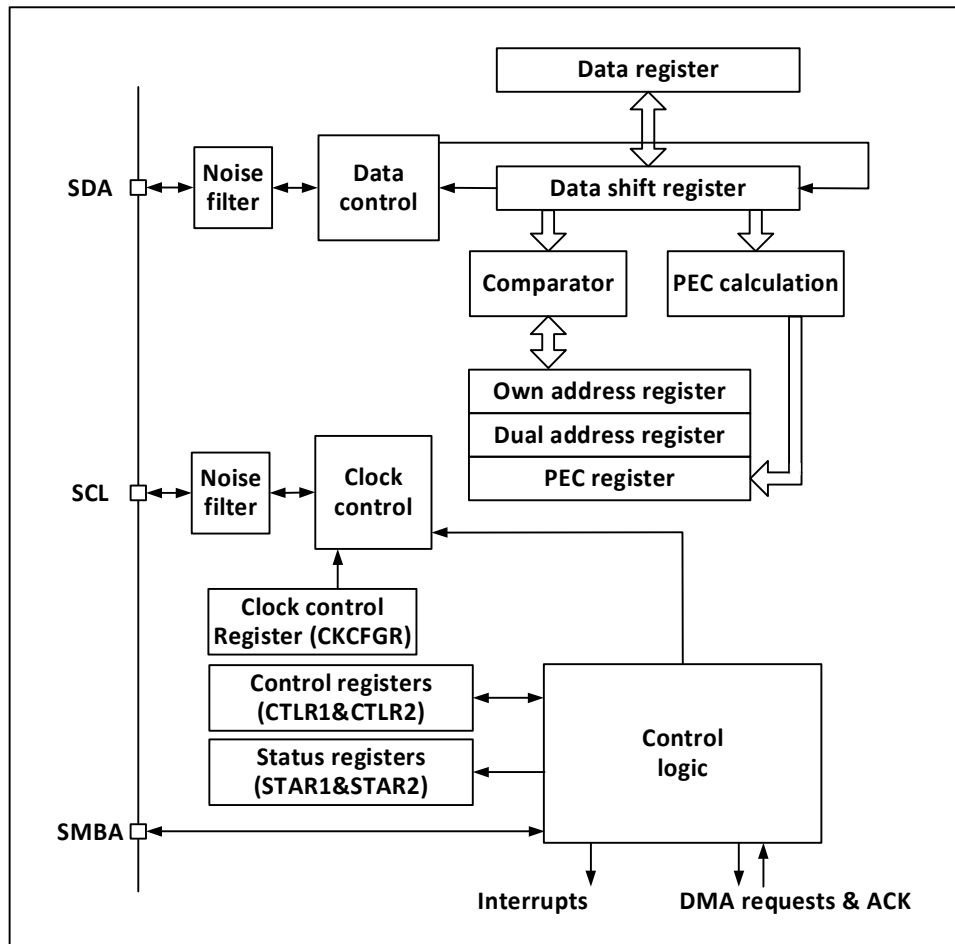 Data register
SDA
Noise
filter
Data
control
Data shift register
Comparator
PEC calculation
Own address register
Dual address register
PEC register
SCL
Noise
filter
Clock
control
Clock control
Register (CKCFGR)
Control registers
(CTLR1&CTLR2)
Status registers
(STAR1&STAR2)
Control
logic
SMBA
Interrupts
DMA requests & ACK